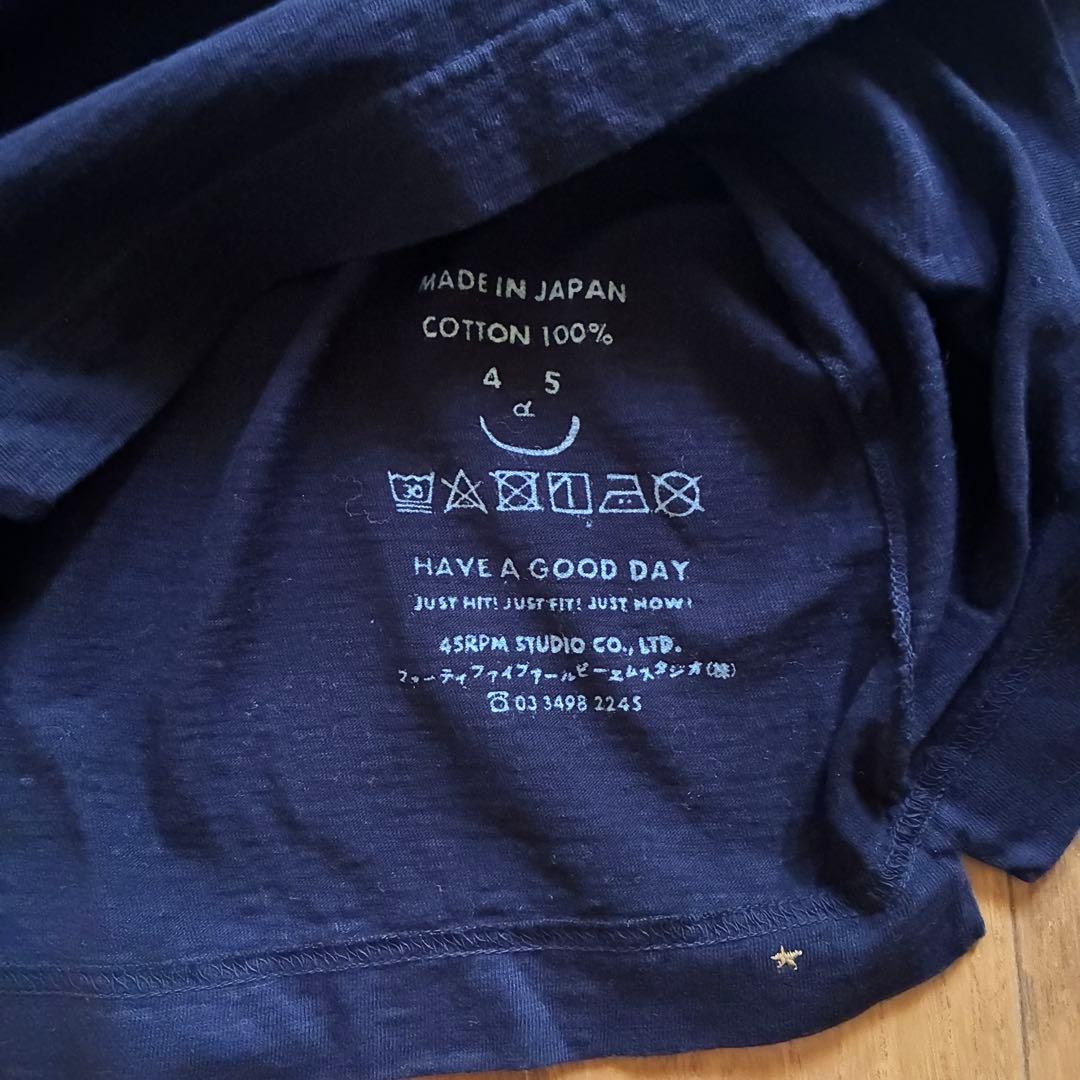 MADE IN JAPAN
COTTON 100%
4 5
R
30
HAVE A GOOD DAY
JUST HIT! JUST FIT! JUST NOW!
45RPM STUDIO CO., LTD.
フォーティファイブアールピーエムスタジオ(株)
☎ 03 3498 2245